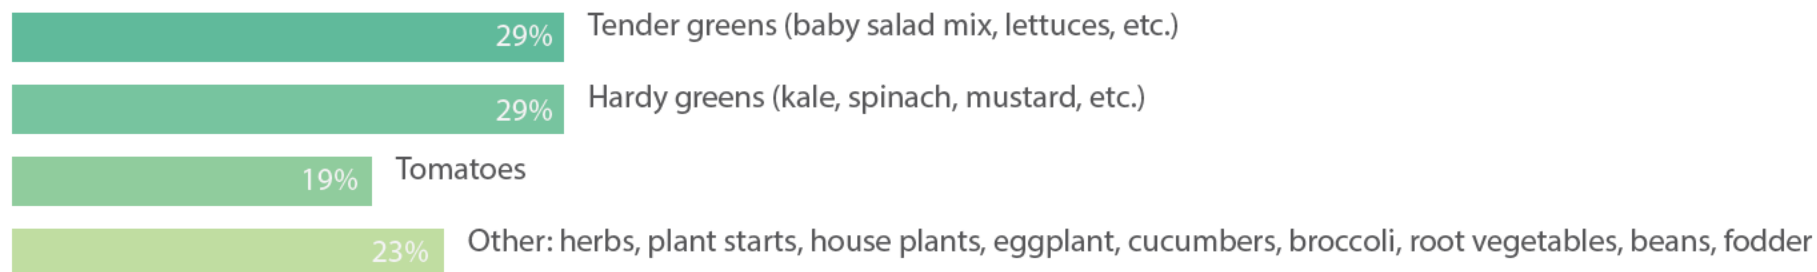 29% Tender greens (baby salad mix, lettuces, etc.)
29% Hardy greens (kale, spinach, mustard, etc.)
19% Tomatoes
23% Other: herbs, plant starts, house plants, eggplant, cucumbers, broccoli, root vegetables, beans, fodder